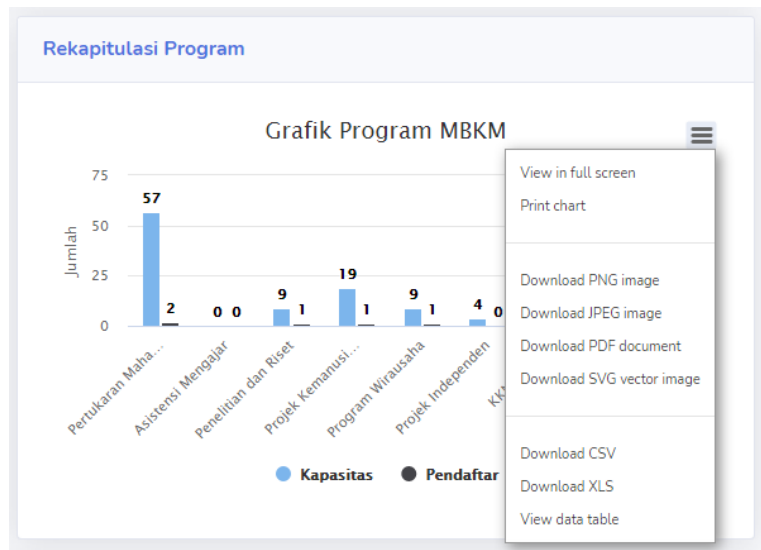 Rekapitulasi Program
Grafik Program MBKM
Jumlah
75
50
25
0
57
2
0 0
9
1
19
1
9
1
4
0
Pertukaran Maha...
Asistensi Mengajar
Penelitian dan Riset
Projek Kemanusi...
Program Wirausaha
Projek Independen
Kapasitas
Pendaftar
View in full screen
Print chart
Download PNG image
Download JPEG image
Download PDF document
Download SVG vector image
Download CSV
Download XLS
View data table